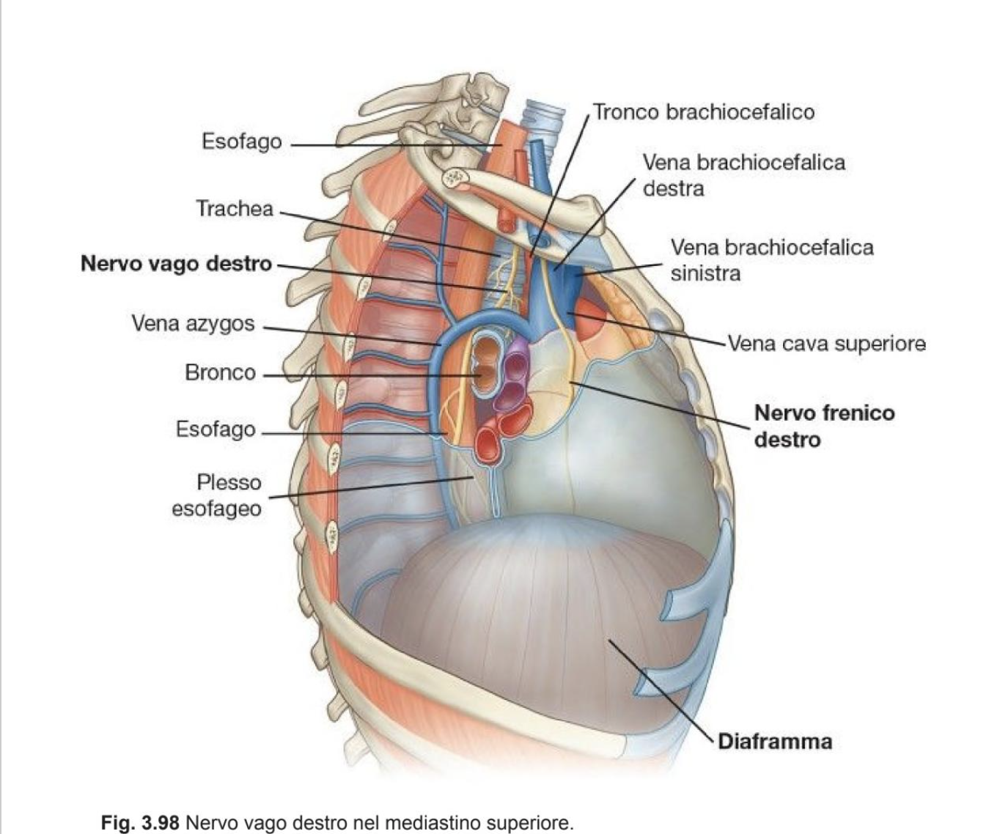 Tronco brachiocefalico
Esofago
Vena brachiocefalica
destra
Trachea
Vena brachiocefalica
sinistra
Nervo vago destro
Vena azygos
Vena cava superiore
Bronco
Nervo frenico
destro
Esofago
Plesso
esofageo
Diaframma
Fig. 3.98 Nervo vago destro nel mediastino superiore.